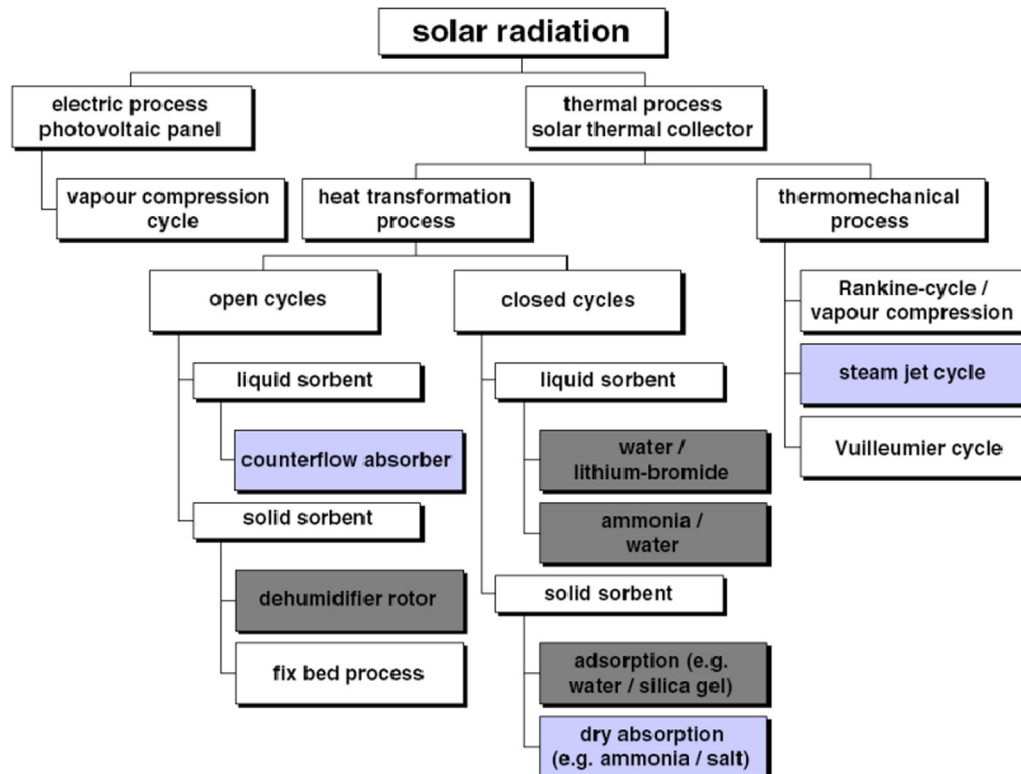 solar radiation
electric process
photovoltaic panel
thermal process
solar thermal collector
vapour compression
cycle
heat transformation
process
thermomechanical
process
open cycles
closed cycles
Rankine-cycle /
vapour compression
steam jet cycle
Vuilleumier cycle
liquid sorbent
counterflow absorber
solid sorbent
dehumidifier rotor
fix bed process
liquid sorbent
water /
lithium-bromide
ammonia /
water
solid sorbent
adsorption (e.g.
water / silica gel)
dry absorption
(e.g. ammonia / salt)